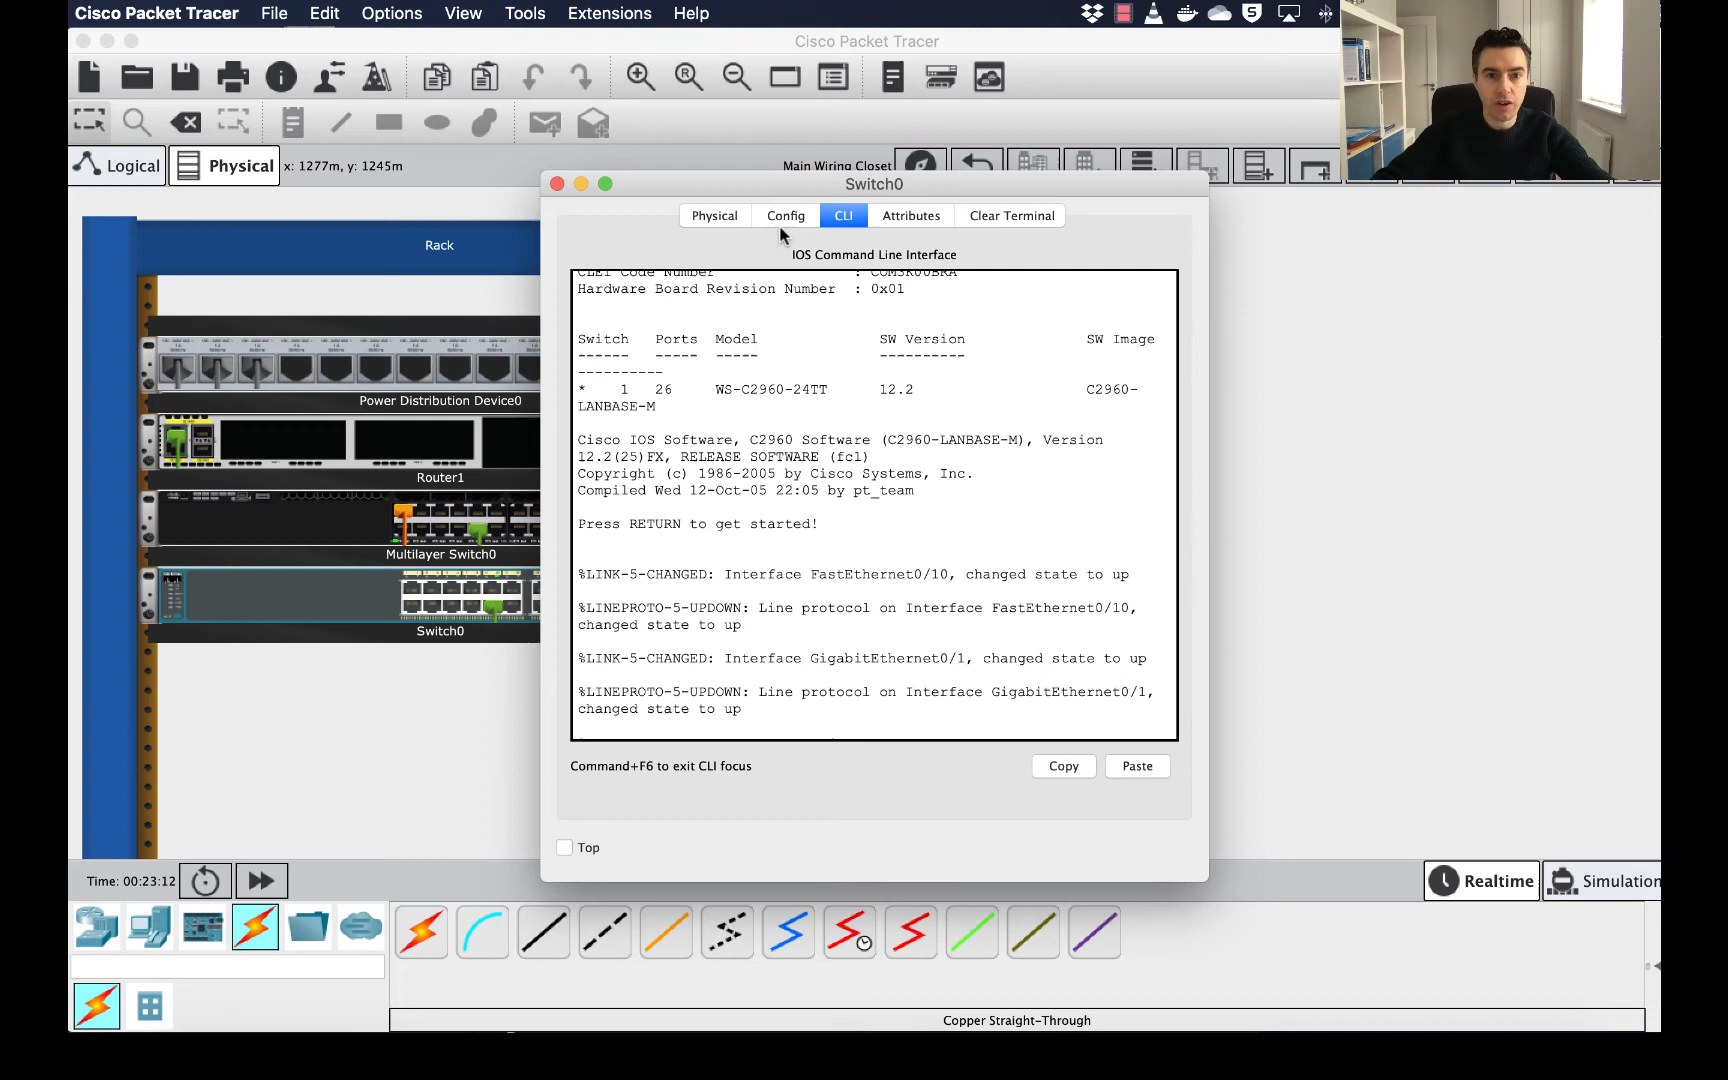 Cisco Packet Tracer File Edit Options View Tools Extensions Help
Cisco Packet Tracer
Logical Physical x: 1277m, y: 1245m Main Wiring Closet
Switch0
Physical Config CLI Attributes Clear Terminal
IOS Command Line Interface
Rack
Power Distribution Device0
Router1
Multilayer Switch0
Switch0
CLEI Code Number : COM3K00BRA
Hardware Board Revision Number : 0x01
Switch Ports Model SW Version SW Image
------ ----- ----- ----------
----------
* 1 26 WS-C2960-24TT 12.2 C2960-
LANBASE-M
Cisco IOS Software, C2960 Software (C2960-LANBASE-M), Version
12.2(25)FX, RELEASE SOFTWARE (fc1)
Copyright (c) 1986-2005 by Cisco Systems, Inc.
Compiled Wed 12-Oct-05 22:05 by pt_team
Press RETURN to get started!
%LINK-5-CHANGED: Interface FastEthernet0/10, changed state to up
%LINEPROTO-5-UPDOWN: Line protocol on Interface FastEthernet0/10,
changed state to up
%LINK-5-CHANGED: Interface GigabitEthernet0/1, changed state to up
%LINEPROTO-5-UPDOWN: Line protocol on Interface GigabitEthernet0/1,
changed state to up
Command+F6 to exit CLI focus Copy Paste
Top
Time: 00:23:12 Realtime Simulation
Copper Straight-Through